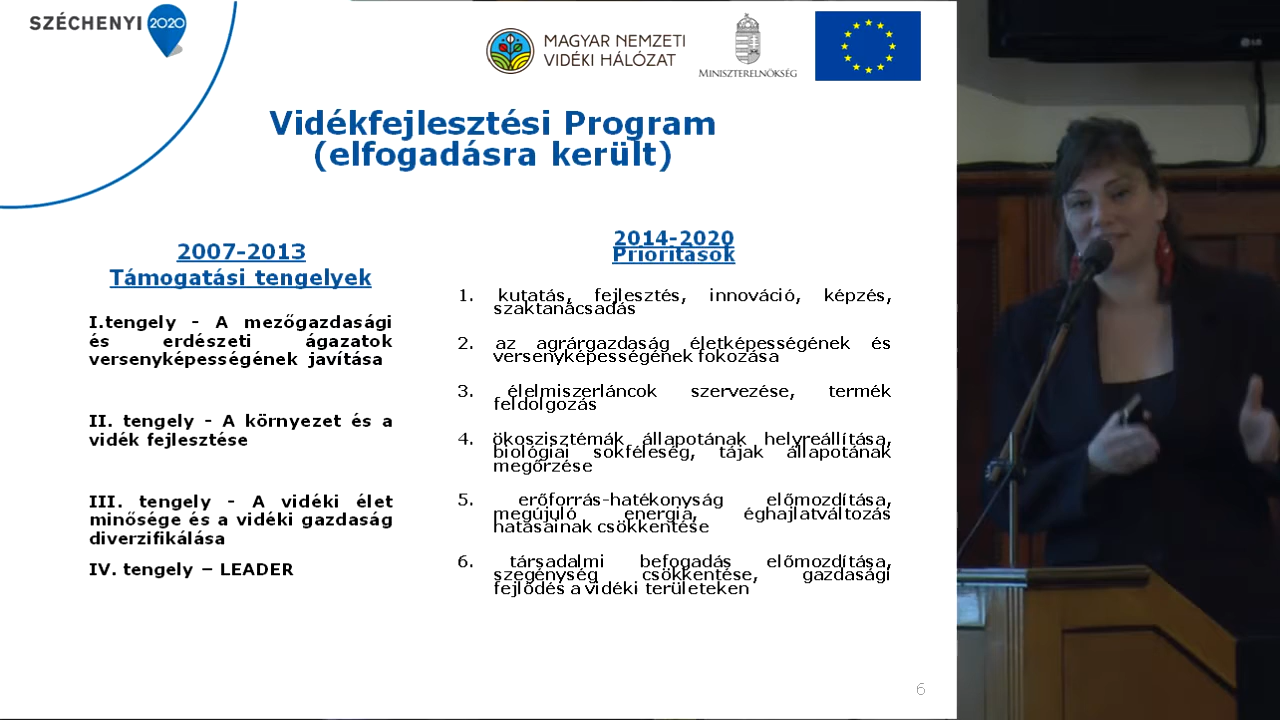 SZÉCHENYI 2020
MAGYAR NEMZETI
VIDÉKI HÁLÓZAT
MINISZTERELNÖKSÉG
LG
Vidékfejlesztési Program
(elfogadásra került)
2007-2013
Támogatási tengelyek
I.tengely - A mezőgazdasági
és erdészeti ágazatok
versenyképességének javítása
II. tengely - A környezet és a
vidék fejlesztése
III. tengely - A vidéki élet
minősége és a vidéki gazdaság
diverzifikálása
IV. tengely – LEADER
2014-2020
Prioritások
1. kutatás, fejlesztés, innováció, képzés,
szaktanácsadás
2. az agrárgazdaság életképességének és
versenyképességének fokozása
3. élelmiszerláncok szervezése, termék
feldolgozás
4. ökoszisztémák állapotának helyreállítása,
biológiai sokféleség, tájak állapotának
megőrzése
5. erőforrás-hatékonyság előmozdítása,
megújuló energia, éghajlatváltozás
hatásainak csökkentése
6. társadalmi befogadás előmozdítása,
szegénység csökkentése, gazdasági
fejlődés a vidéki területeken
6